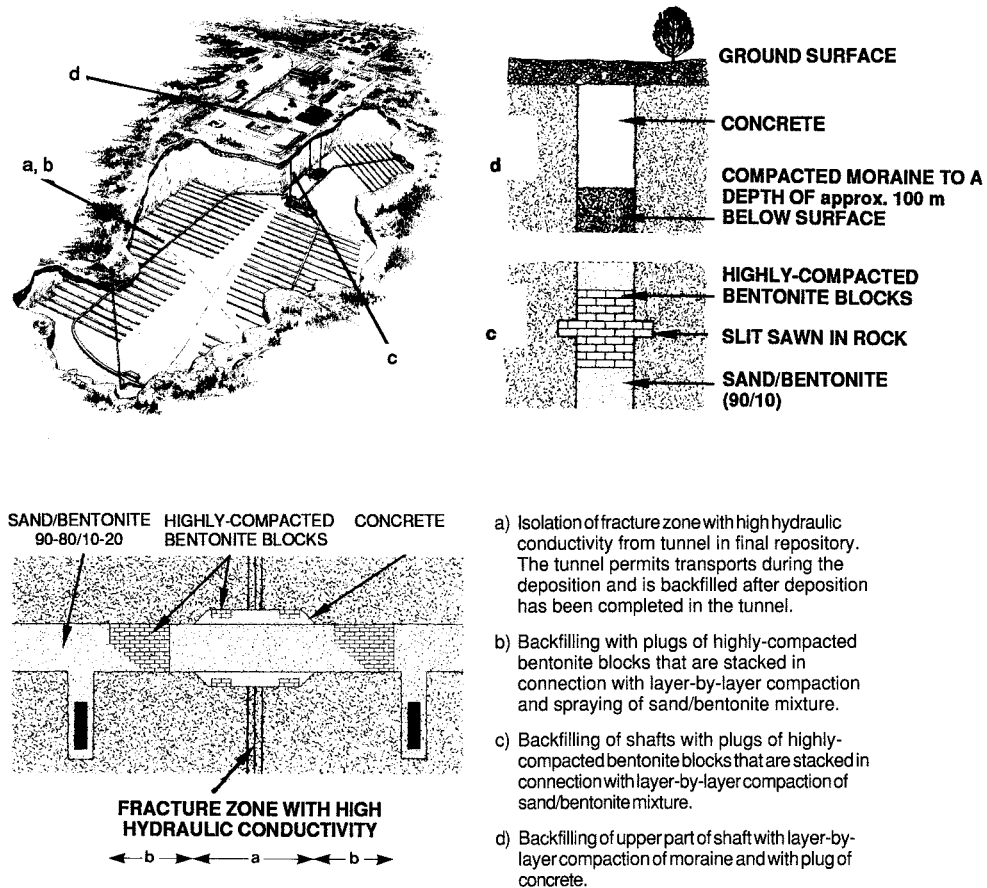 d
a, b
c
d
GROUND SURFACE
CONCRETE
COMPACTED MORAINE TO A
DEPTH OF approx. 100 m
BELOW SURFACE
c
HIGHLY-COMPACTED
BENTONITE BLOCKS
SLIT SAWN IN ROCK
SAND/BENTONITE
(90/10)
SAND/BENTONITE
90-80/10-20
HIGHLY-COMPACTED
BENTONITE BLOCKS
CONCRETE
FRACTURE ZONE WITH HIGH
HYDRAULIC CONDUCTIVITY
b a b
a) Isolation of fracture zone with high hydraulic
conductivity from tunnel in final repository.
The tunnel permits transports during the
deposition and is backfilled after deposition
has been completed in the tunnel.
b) Backfilling with plugs of highly-compacted
bentonite blocks that are stacked in
connection with layer-by-layer compaction
and spraying of sand/bentonite mixture.
c) Backfilling of shafts with plugs of highly-
compacted bentonite blocks that are stacked in
connection with layer-by-layer compaction of
sand/bentonite mixture.
d) Backfilling of upper part of shaft with layer-by-
layer compaction of moraine and with plug of
concrete.